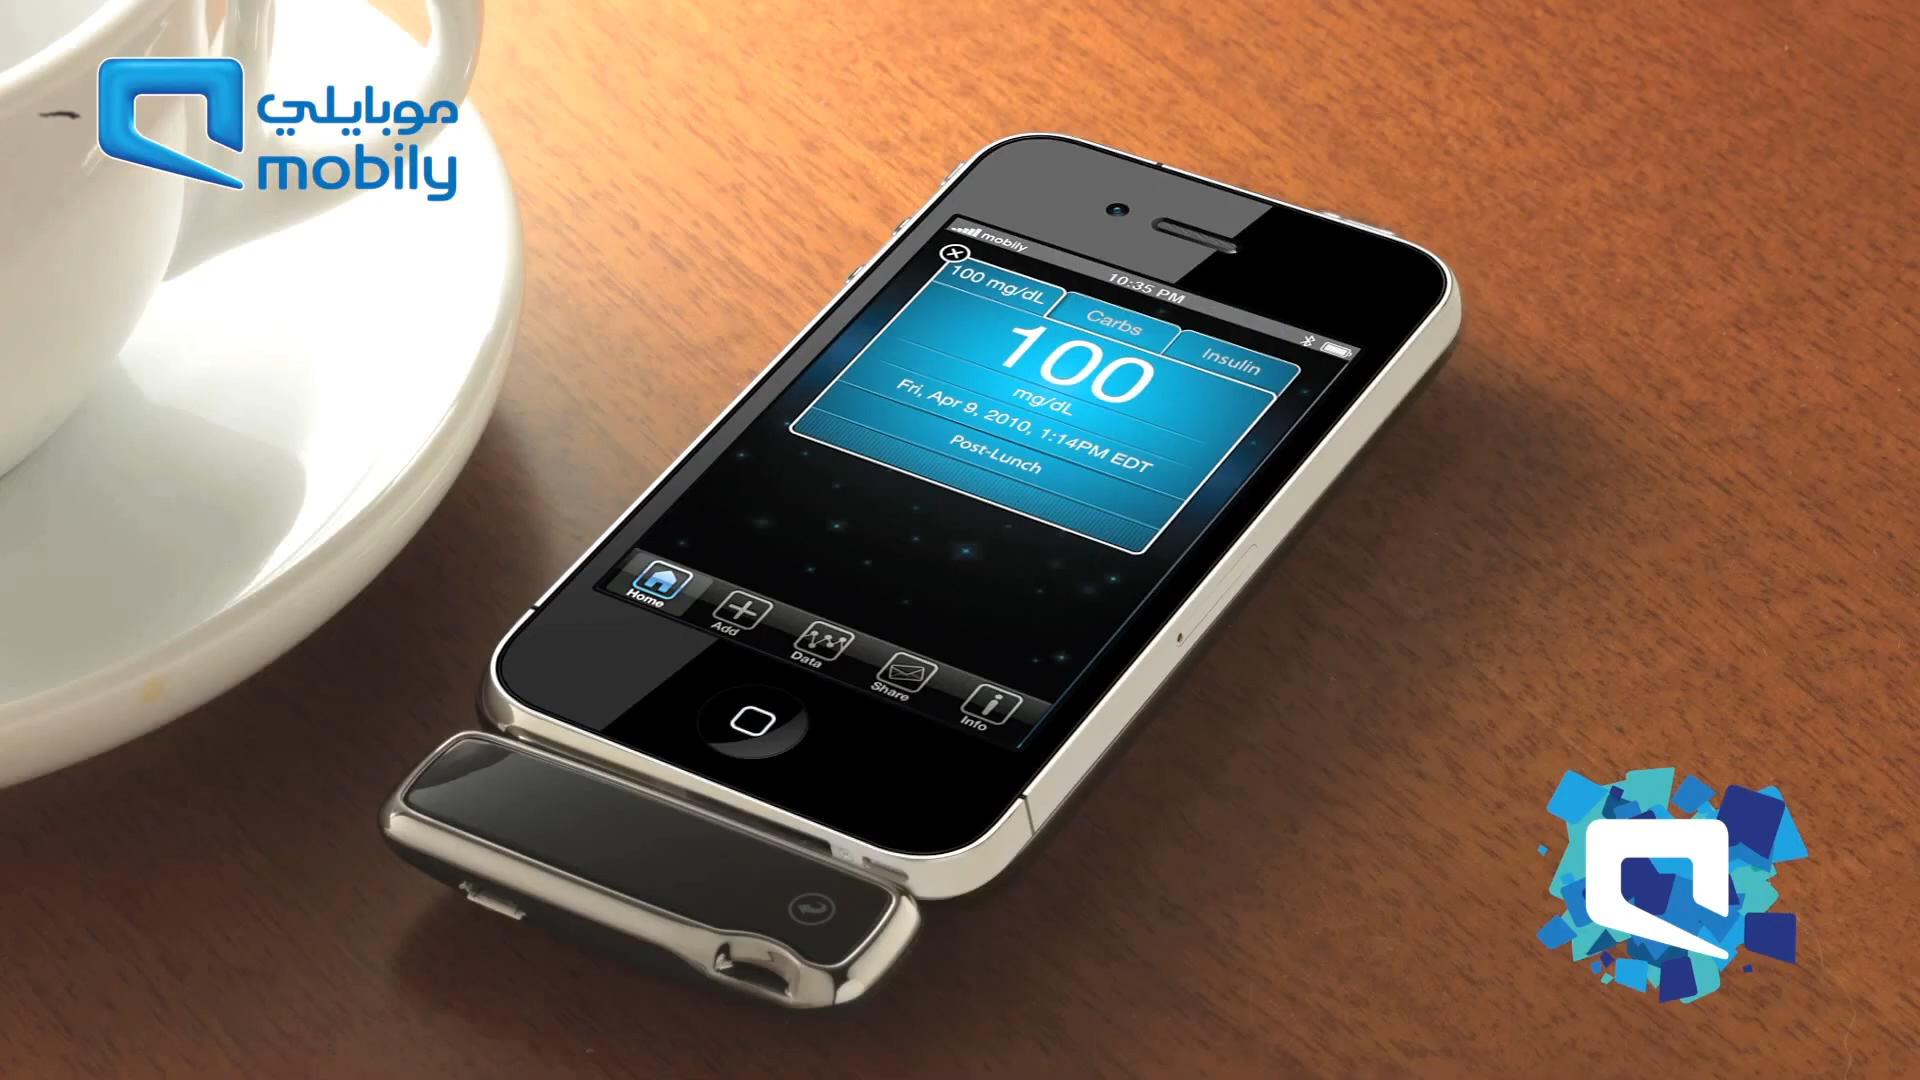 موبايلي
mobily
mobily
10:35 PM
100 mg/dL
Carbs
Insulin
100
mg/dL
Fri, Apr 9, 2010, 1:14PM EDT
Post-Lunch
Home
Add
Data
Share
Info